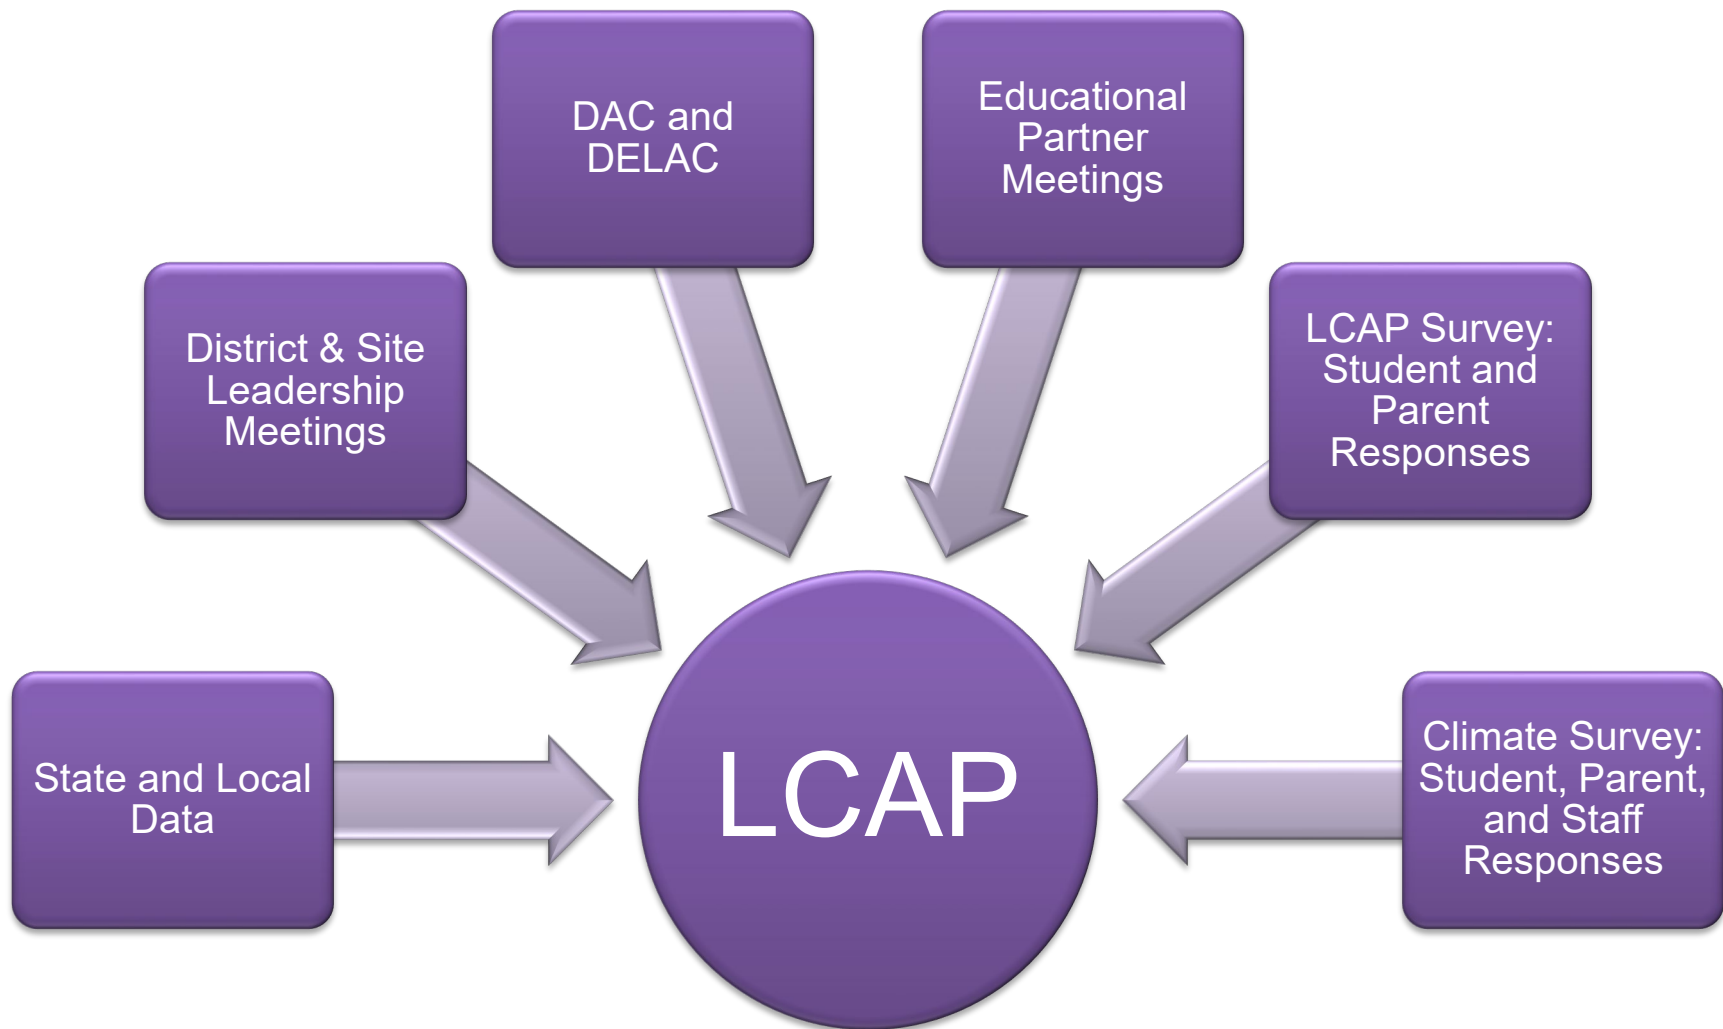 DAC and
DELAC
Educational
Partner
Meetings
District & Site
Leadership
Meetings
LCAP Survey:
Student and
Parent
Responses
State and Local
Data
LCAP
Climate Survey:
Student, Parent,
and Staff
Responses